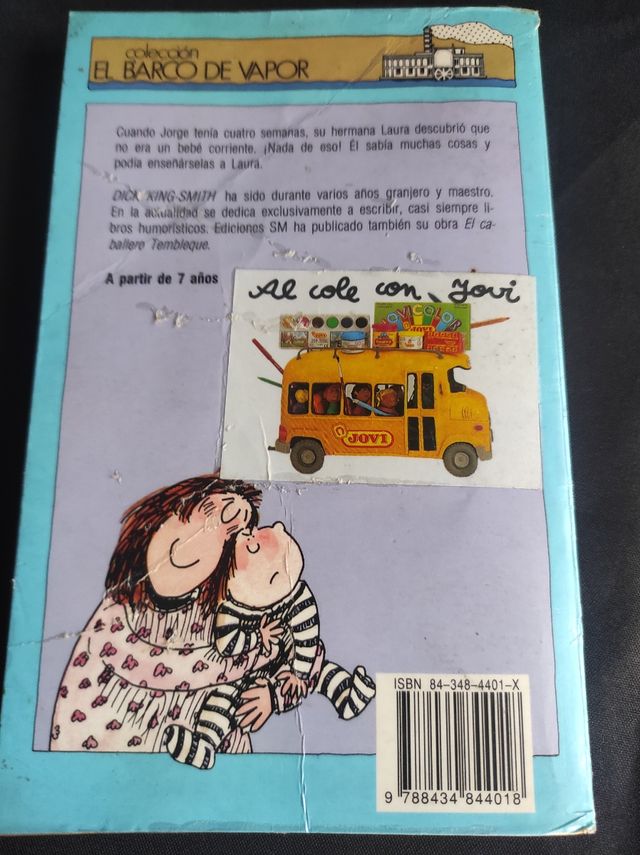 colección
EL BARCO DE VAPOR
Cuando Jorge tenía cuatro semanas, su hermana Laura descubrió que
no era un bebé corriente. ¡Nada de eso! Él sabía muchas cosas y
podía enseñárselas a Laura.
DICK KING-SMITH ha sido durante varios años granjero y maestro.
En la actualidad se dedica exclusivamente a escribir, casi siempre li-
bros humorísticos. Ediciones SM ha publicado también su obra El ca-
ballero Tembleque.
A partir de 7 años
Al cole con Jovi
JOVICOLOR
JOVI
JOVI
ISBN 84-348-4401-X
9 788434 844018